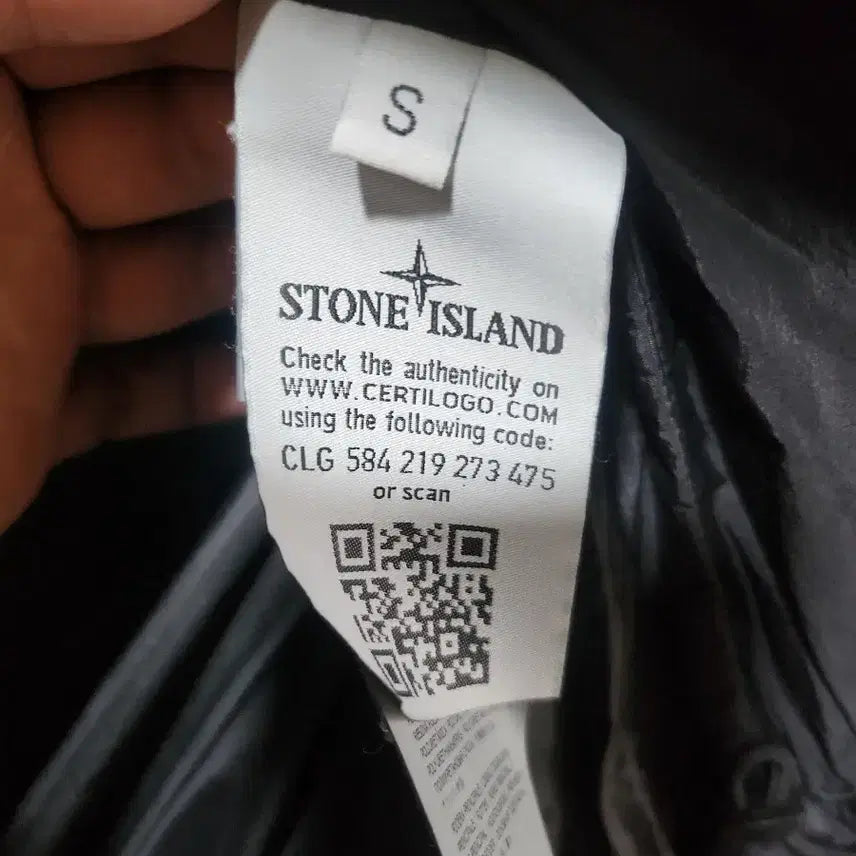 S
STONE ISLAND
Check the authenticity on
WWW.CERTILOGO.COM
using the following code:
CLG 584 219 273 475
or scan